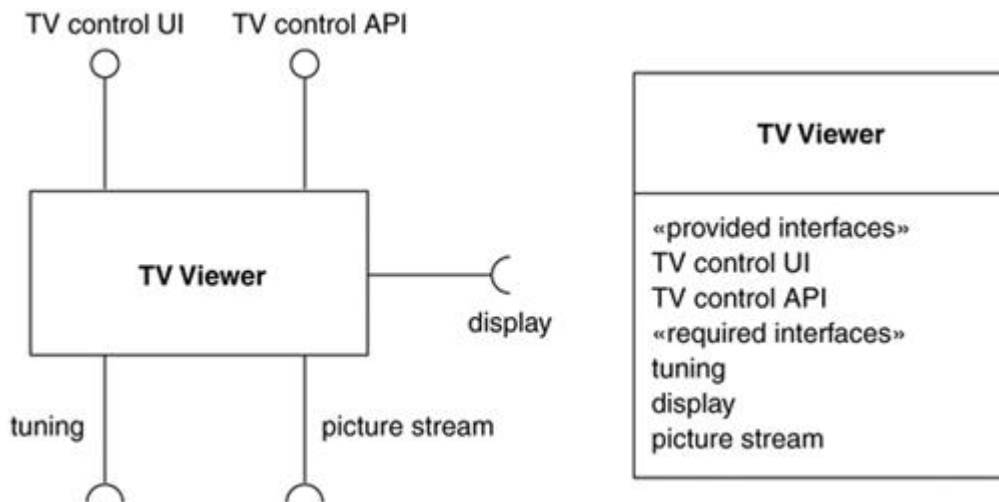 TV control UI
TV control API
TV Viewer
display
tuning
picture stream
TV Viewer
«provided interfaces»
TV control UI
TV control API
«required interfaces»
tuning
display
picture stream